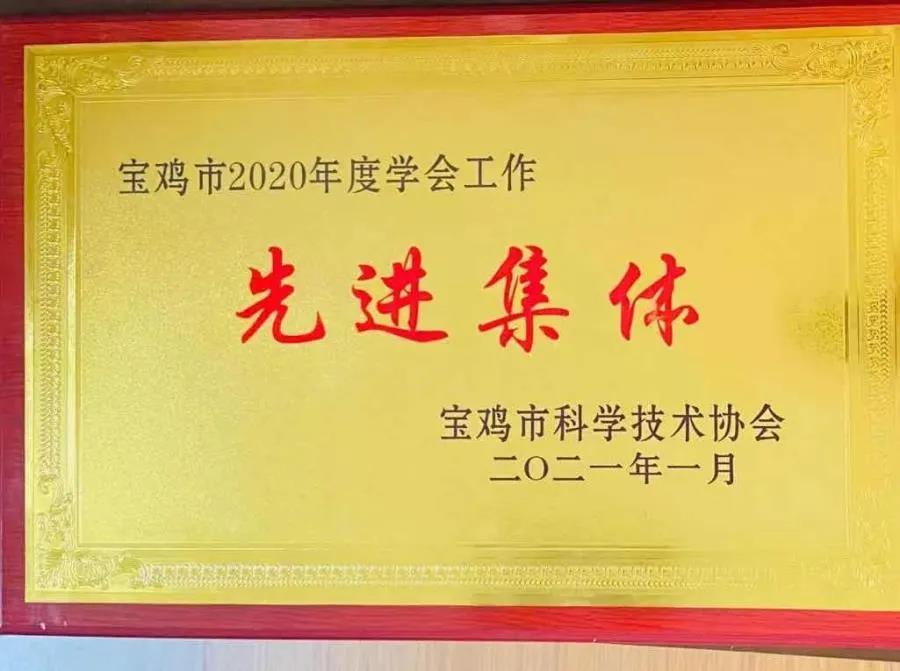 宝鸡市2020年度学会工作
先进集体
宝鸡市科学技术协会
二〇二一年一月